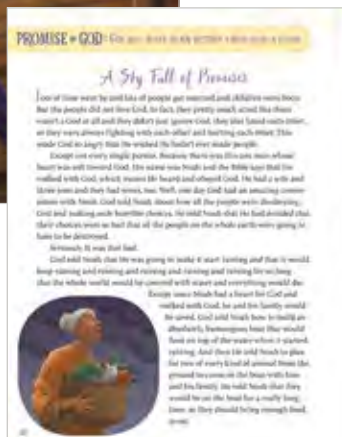 PROMISE of GOD:
A Sky Full of Promises
Lots of time went by and lots of people got married and children were born.
But the people did not love God. In fact, they pretty much acted like there
wasn't a God at all and they didn't just ignore God, they also hated each other,
so they were always fighting with each other and hurting each other. This
made God so angry that He wished He hadn't ever made people.
Except not every single person. Because there was this one man whose
heart was soft toward God. His name was Noah and the Bible says that he
walked with God, which means He heard and obeyed God. He had a wife and
three sons and they had wives, too. Well, one day God had an amazing conver-
sation with Noah. God told Noah about how all the people were disobeying
God and making such horrible choices. He told Noah that He had decided that
their choices were so bad that all the people on the whole earth were going to
have to be destroyed.
Seriously. It was that bad.
God told Noah that He was going to make it start raining and that it would
keep raining and raining and raining and raining and raining for so long
that the whole world would be covered with water and everything would die.
Except since Noah had a heart for God and
walked with God, he and his family would
be saved. God told Noah how to build an
absolutely, humongous boat that would
float on top of the water when it started
raining. And then He told Noah to plan
for two of every kind of animal from the
ground to come on the boat with him
and his family. He told Noah that they
would be on the boat for a really long
time, so they should bring enough food,